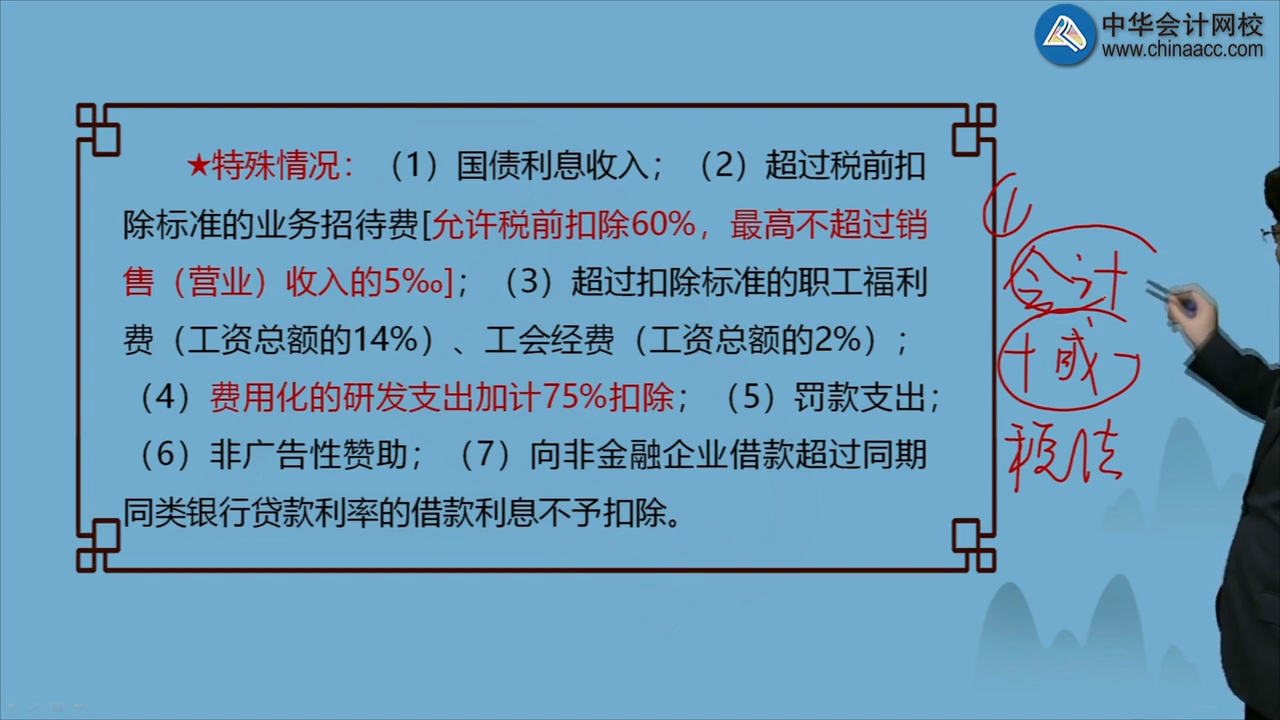 中华会计网校
www.chinaacc.com
★特殊情况：（1）国债利息收入；（2）超过税前扣
除标准的业务招待费[允许税前扣除60%，最高不超过销
售（营业）收入的5‰]；（3）超过扣除标准的职工福利
费（工资总额的14%）、工会经费（工资总额的2%）；
（4）费用化的研发支出加计75%扣除；（5）罚款支出；
（6）非广告性赞助；（7）向非金融企业借款超过同期
同类银行贷款利率的借款利息不予扣除。
①
会计
十 减 一
税法